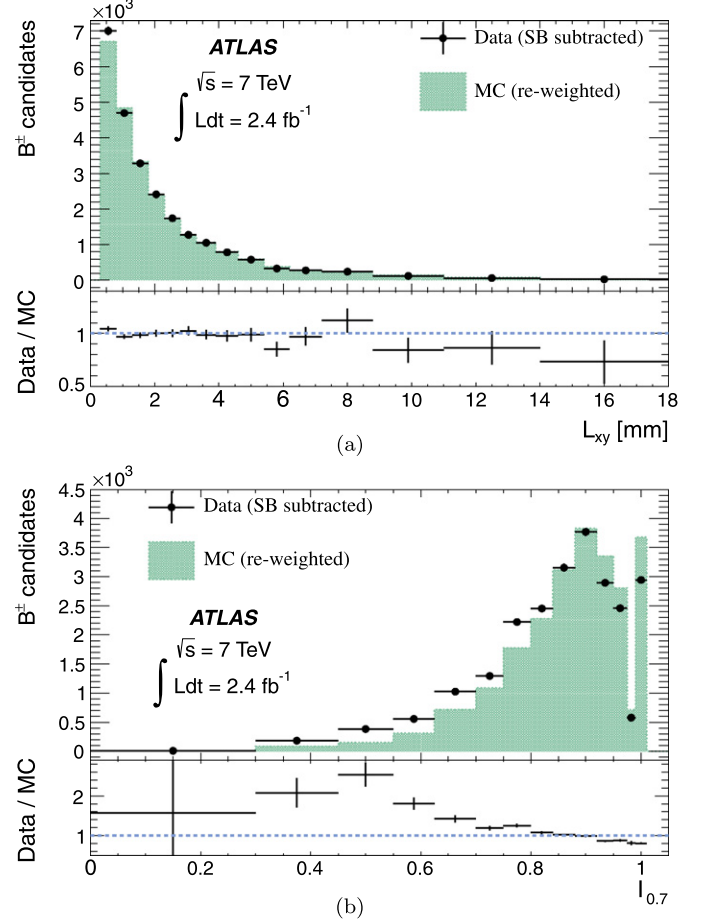 ×10³
7
6
5
4
3
2
1
0
B± candidates
ATLAS
√s = 7 TeV
∫ Ldt = 2.4 fb⁻¹
Data (SB subtracted)
MC (re-weighted)
Data / MC
1
0.5
0 2 4 6 8 10 12 14 16 18
L_xy [mm]
(a)
×10³
4.5
4
3.5
3
2.5
2
1.5
1
0.5
0
B± candidates
Data (SB subtracted)
MC (re-weighted)
ATLAS
√s = 7 TeV
∫ Ldt = 2.4 fb⁻¹
Data / MC
2
1
0 0.2 0.4 0.6 0.8 1
I_0.7
(b)